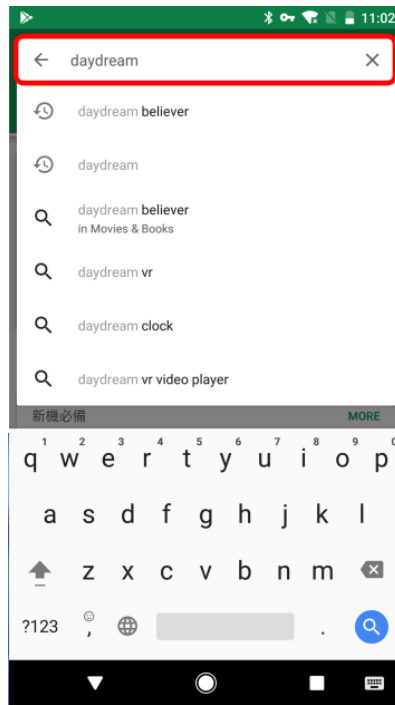 11:02
daydream
daydream believer
daydream
daydream believer
in Movies & Books
daydream vr
daydream clock
daydream vr video player
新機必備 MORE
1 2 3 4 5 6 7 8 9 0
q w e r t y u i o p
a s d f g h j k l
z x c v b n m
?123 , .